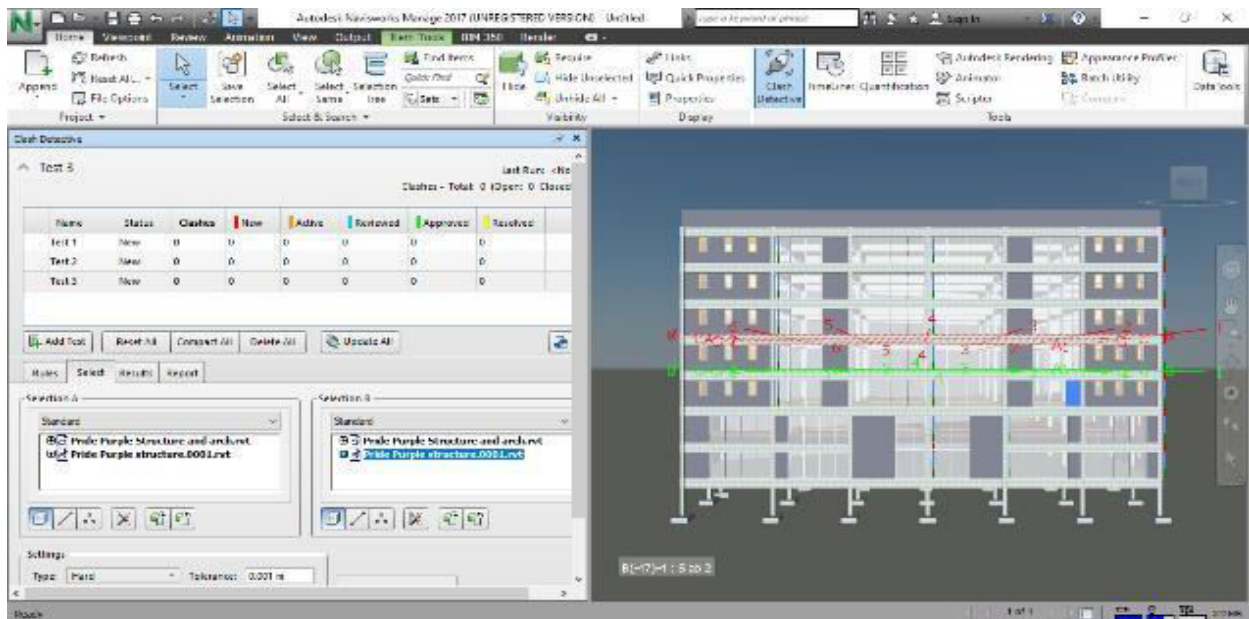 Autodesk Navisworks Manage 2017 (UNREGISTERED VERSION) Untitled
Type a keyword or phrase
Sign In
Home Viewpoint Review Animation View Output Item Tools BIM 360 Render
Append
Refresh
Reset All...
File Options
Project
Select
Save Selection
Select All
Select Same
Selection Tree
Find Items
Quick Find
Sets
Select & Search
Hide
Require
Hide Unselected
Unhide All
Visibility
Links
Quick Properties
Properties
Display
Clash Detective
TimeLiner
Quantification
Autodesk Rendering
Animator
Scripter
Appearance Profiler
Batch Utility
Compare
Tools
DataTools
Clash Detective
Test 3
Last Run: <No
Clashes - Total: 0 (Open: 0 Closed
Name Status Clashes New Active Reviewed Approved Resolved
Test 1 New 0 0 0 0 0 0
Test 2 New 0 0 0 0 0 0
Test 3 New 0 0 0 0 0 0
Add Test Reset All Compact All Delete All Update All
Rules Select Results Report
Selection A
Standard
Pride Purple Structure and arch.rvt
Pride Purple structure.0001.rvt
Selection B
Standard
Pride Purple Structure and arch.rvt
Pride Purple structure.0001.rvt
Settings
Type: Hard Tolerance: 0.001 m
Ready
1 of 1